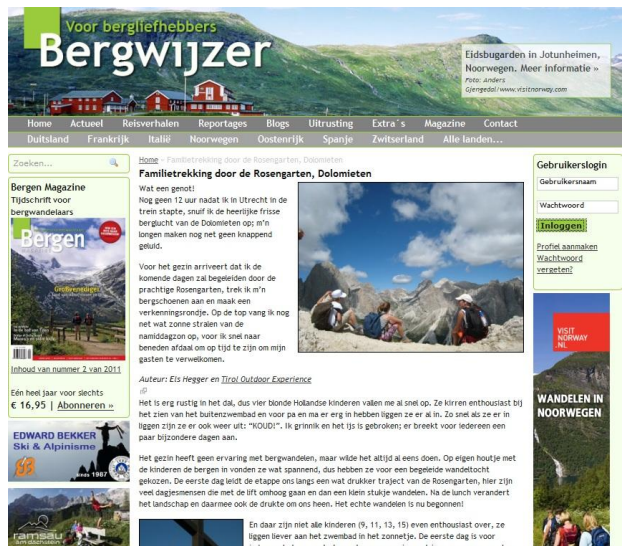 Voor bergliefhebbers
Bergwijzer
Eidsbugarden in Jotunheimen,
Noorwegen. Meer informatie »
Foto: Anders
Gjengedal/www.visitnorway.com
Home Actueel Reisverhalen Reportages Blogs Uitrusting Extra´s Magazine Contact
Duitsland Frankrijk Italië Noorwegen Oostenrijk Spanje Zwitserland Alle landen...
Zoeken...
Bergen Magazine
Tijdschrift voor
bergwandelaars
Bergen
Inhoud van nummer 2 van 2011
Eén heel jaar voor slechts
€ 16,95 | Abonneren »
EDWARD BEKKER
Ski & Alpinisme
sinds 1987
ramsau
am dachstein
Home » Familietrekking door de Rosengarten, Dolomieten
Familietrekking door de Rosengarten, Dolomieten
Wat een genot!
Nog geen 12 uur nadat ik in Utrecht in de
trein stapte, snuif ik de heerlijke frisse
berglucht van de Dolomieten op; m'n
longen maken nog net geen knappend
geluid.
Voor het gezin arriveert dat ik de
komende dagen zal begeleiden door de
prachtige Rosengarten, trek ik m'n
bergschoenen aan en maak een
verkenningsrondje. Op de top vang ik nog
net wat zonne stralen van de
namiddagzon op, voor ik snel naar
beneden afdaal om op tijd te zijn om mijn
gasten te verwelkomen.
Auteur: Els Hegger en Tirol Outdoor Experience
Het is erg rustig in het dal, dus vier blonde Hollandse kinderen vallen me al snel op. Ze kirren enthousiast bij
het zien van het buitenzwembad en voor pa en ma er erg in hebben liggen ze er al in. Zo snel als ze er in
liggen zijn ze er ook weer uit: "KOUD!". Ik grinnik en het ijs is gebroken; er breekt voor iedereen een
paar bijzondere dagen aan.
Het gezin heeft geen ervaring met bergwandelen, maar wilde het altijd al eens doen. Op eigen houtje met
de kinderen de bergen in vonden ze wat spannend, dus hebben ze voor een begeleide wandeltocht
gekozen. De eerste dag leidt de etappe ons langs een wat drukker traject van de Rosengarten, hier zijn
veel dagjesmensen die met de lift omhoog gaan en dan een klein stukje wandelen. Na de lunch verandert
het landschap en daarmee ook de drukte om ons heen. Het echte wandelen is nu begonnen!
En daar zijn niet alle kinderen (9, 11, 13, 15) even enthousiast over, ze
liggen liever aan het zwembad in het zonnetje. De eerste dag is voor
Gebruikerslogin
Gebruikersnaam
Wachtwoord
Inloggen
Profiel aanmaken
Wachtwoord
vergeten?
VISIT
NORWAY
.NL
WANDELEN IN
NOORWEGEN